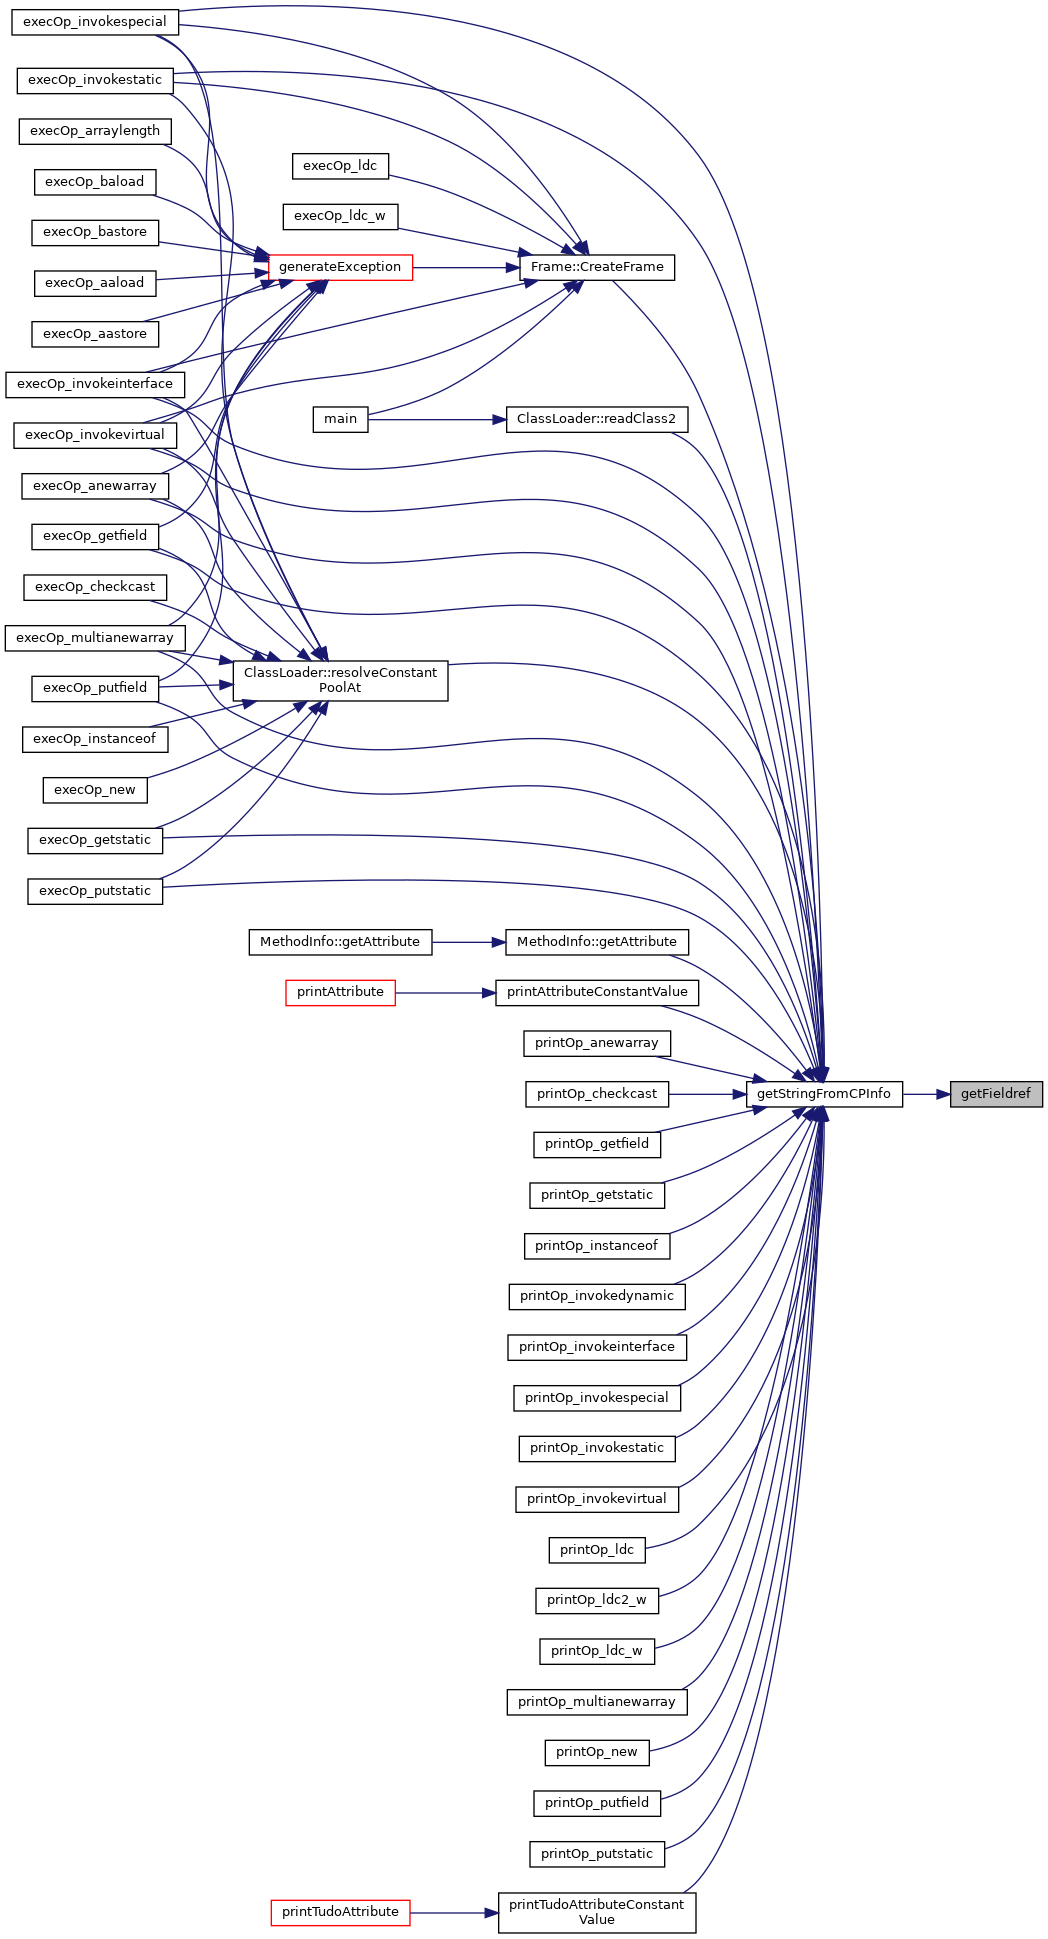 execOp_invokespecial
execOp_invokestatic
execOp_arraylength
execOp_baload
execOp_bastore
execOp_aaload
execOp_aastore
execOp_invokeinterface
execOp_invokevirtual
execOp_anewarray
execOp_getfield
execOp_checkcast
execOp_multianewarray
execOp_putfield
execOp_instanceof
execOp_new
execOp_getstatic
execOp_putstatic
execOp_ldc
execOp_ldc_w
generateException
main
ClassLoader::resolveConstant
PoolAt
MethodInfo::getAttribute
printAttribute
printTudoAttribute
Frame::CreateFrame
ClassLoader::readClass2
MethodInfo::getAttribute
printAttributeConstantValue
printOp_anewarray
printOp_checkcast
printOp_getfield
printOp_getstatic
printOp_instanceof
printOp_invokedynamic
printOp_invokeinterface
printOp_invokespecial
printOp_invokestatic
printOp_invokevirtual
printOp_ldc
printOp_ldc2_w
printOp_ldc_w
printOp_multianewarray
printOp_new
printOp_putfield
printOp_putstatic
printTudoAttributeConstant
Value
getStringFromCPInfo
getFieldref